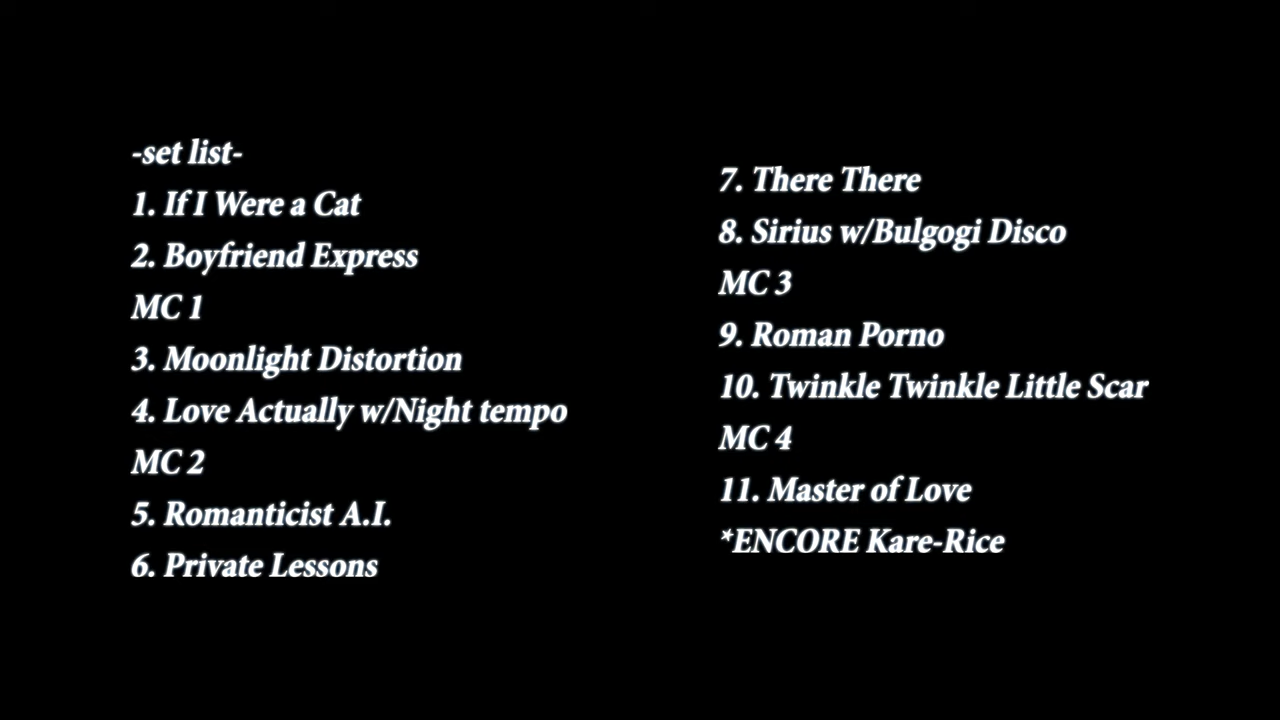 -set list-
1. If I Were a Cat
2. Boyfriend Express
MC 1
3. Moonlight Distortion
4. Love Actually w/Night tempo
MC 2
5. Romanticist A.I.
6. Private Lessons
7. There There
8. Sirius w/Bulgogi Disco
MC 3
9. Roman Porno
10. Twinkle Twinkle Little Scar
MC 4
11. Master of Love
*ENCORE Kare-Rice